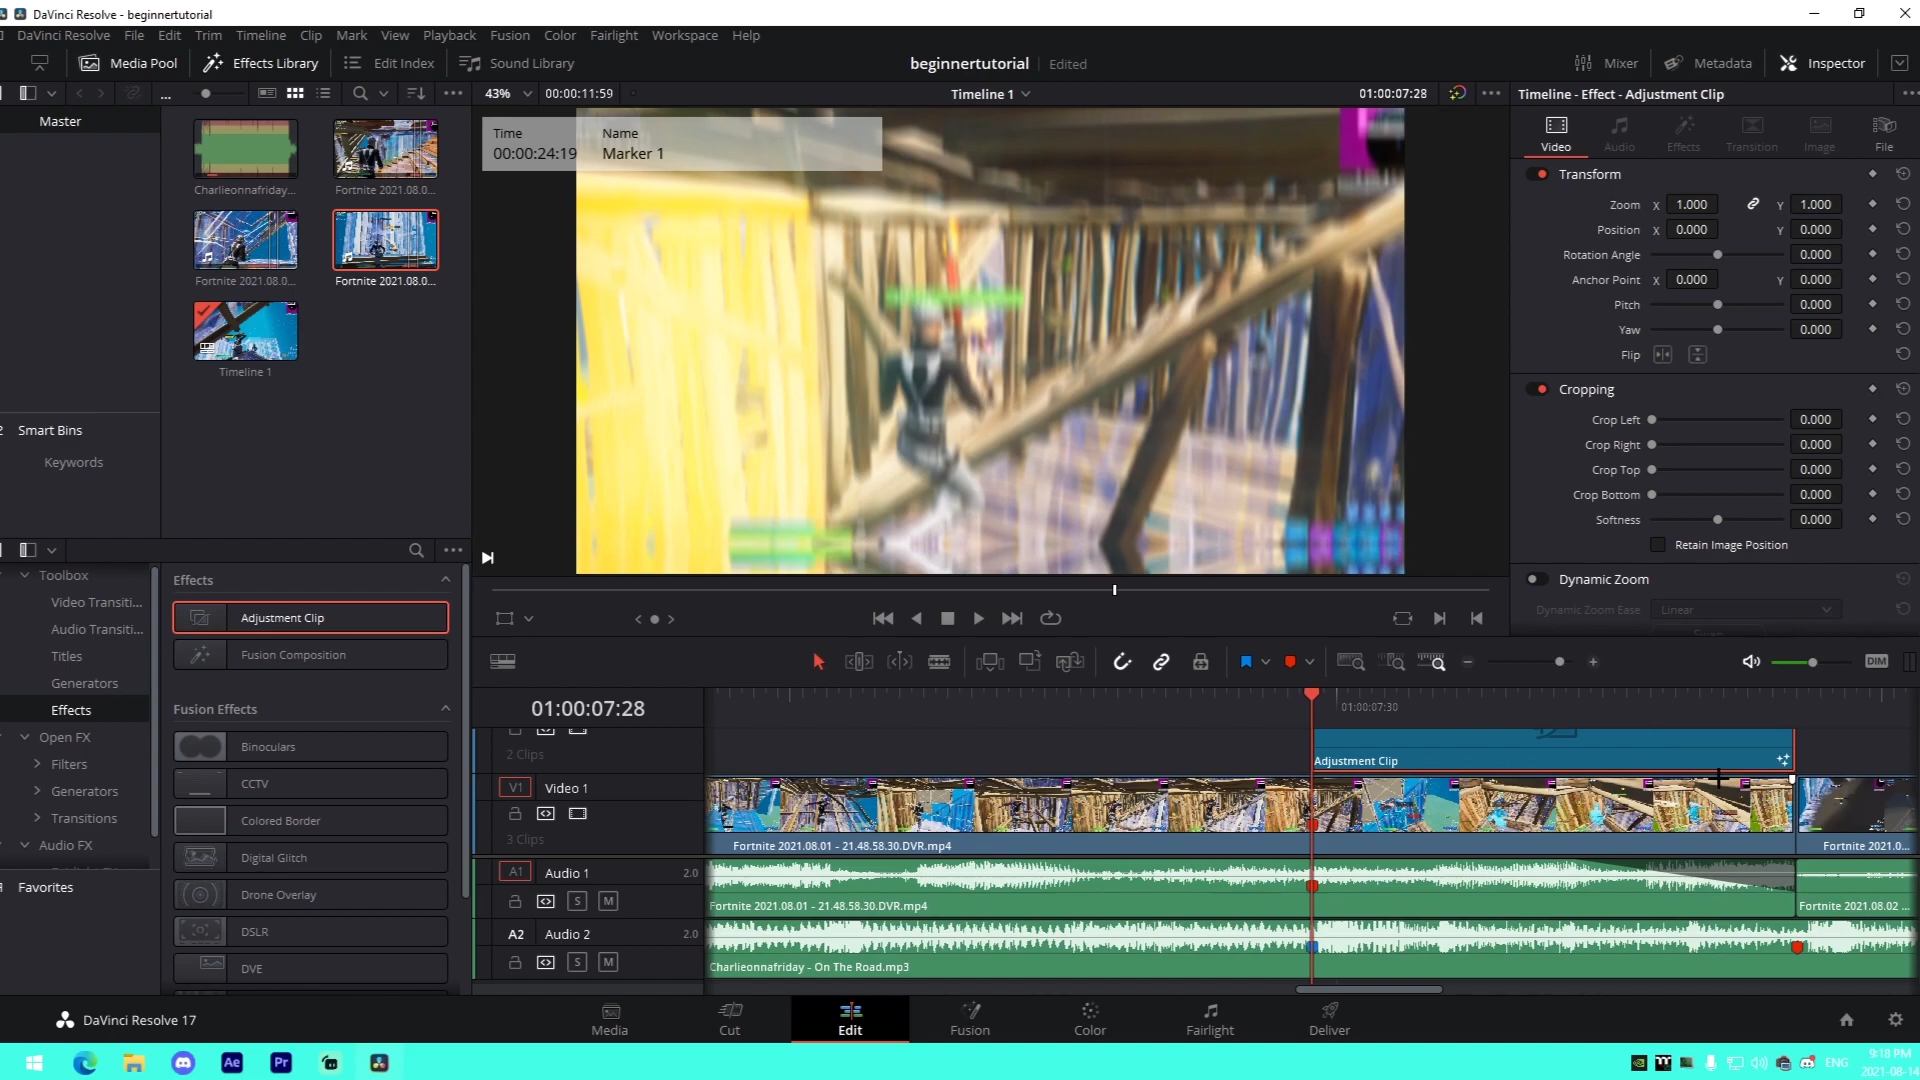 DaVinci Resolve - beginnertutorial
DaVinci Resolve File Edit Trim Timeline Clip Mark View Playback Fusion Color Fairlight Workspace Help
Media Pool Effects Library Edit Index Sound Library beginnertutorial Edited Mixer Metadata Inspector
... 43% 00:00:11:59 Timeline 1 01:00:07:28 Timeline - Effect - Adjustment Clip
Master
Charlieonnafriday... Fortnite 2021.08.0...
Fortnite 2021.08.0... Fortnite 2021.08.0...
Timeline 1
Smart Bins
Keywords
Time Name
00:00:24:19 Marker 1
Video Audio Effects Transition Image File
Transform
Zoom X 1.000 Y 1.000
Position X 0.000 Y 0.000
Rotation Angle 0.000
Anchor Point X 0.000 Y 0.000
Pitch 0.000
Yaw 0.000
Flip
Cropping
Crop Left 0.000
Crop Right 0.000
Crop Top 0.000
Crop Bottom 0.000
Softness 0.000
Retain Image Position
Dynamic Zoom
Dynamic Zoom Ease Linear
Toolbox
Video Transiti...
Audio Transiti...
Titles
Generators
Effects
Open FX
Filters
Generators
Transitions
Audio FX
Favorites
Effects
Adjustment Clip
Fusion Composition
Fusion Effects
Binoculars
CCTV
Colored Border
Digital Glitch
Drone Overlay
DSLR
DVE
DIM
01:00:07:28 01:00:07:30
2 Clips
Adjustment Clip
V1 Video 1
3 Clips
Fortnite 2021.08.01 - 21.48.58.30.DVR.mp4 Fortnite 2021.0...
A1 Audio 1 2.0
S M
Fortnite 2021.08.01 - 21.48.58.30.DVR.mp4 Fortnite 2021.08.02 ...
A2 Audio 2 2.0
S M
Charlieonnafriday - On The Road.mp3
DaVinci Resolve 17
Media Cut Edit Fusion Color Fairlight Deliver
Ae Pr
ENG
9:18 PM
2021-08-14